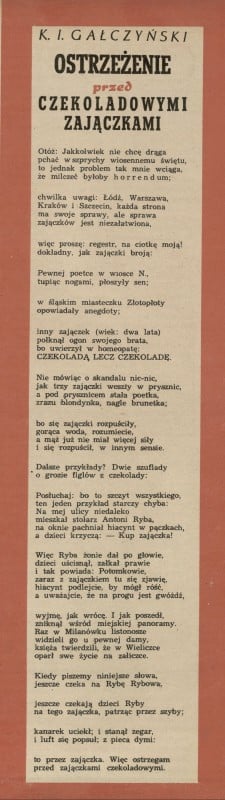 K. I. GAŁCZYŃSKI
OSTRZEŻENIE
przed
CZEKOLADOWYMI
ZAJĄCZKAMI
Otóż: Jakkolwiek nie chcę drąga
pchać w szprychy wiosennemu świętu,
to jednak problem tak mnie wciąga,
że milczeć byłoby horrendum;
chwilka uwagi: Łódź, Warszawa,
Kraków i Szczecin, każda strona
ma swoje sprawy, ale sprawa
zajączków jest niezałatwiona,
więc proszę: regestr, na ciotkę moją!
dokładny, jak zajączki broją:
Pewnej poetce w wiosce N.,
tupiąc nogami, płoszyły sen;
w śląskim miasteczku Złotopłoty
opowiadały anegdoty;
inny zajączek (wiek: dwa lata)
połknął ogon swojego brata,
bo uwierzył w homeopatę:
CZEKOLADĄ LECZ CZEKOLADĘ.
Nie mówiąc o skandalu nic-nic,
jak trzy zajączki weszły w prysznic,
a pod prysznicem stała poetka,
zrazu blondynka, nagle brunetka;
bo się zajączki rozpuściły,
gorąca woda, rozumiecie,
a mąż już nie miał więcej siły
i się rozpuścił, w innym sensie.
Dalsze przykłady? Dwie szuflady
o grozie figlów z czekolady:
Posłuchaj: bo to szczyt wszystkiego,
ten jeden przykład starczy chyba:
Na mej ulicy niedaleko
mieszkał stolarz Antoni Ryba,
na oknie pachniał hiacynt w pączkach,
a dzieci krzyczą: — Kup zajączka!
Więc Ryba żonie dał po głowie,
dzieci uścisnął, załkał prawie
i tak powiada: Potomkowie,
zaraz z zajączkiem tu się zjawię,
hiacynt podlejcie, by mógł róść,
a uważajcie, że na progu jest gwóźdź,
wyjmę, jak wrócę. I jak poszedł,
zniknął wśród miejskiej panoramy.
Raz w Milanówku listonosze
widzieli go u pewnej damy,
księża twierdzili, że w Wieliczce
oparł swe życie na zaliczce.
Kiedy piszemy niniejsze słowa,
jeszcze czeka na Rybę Rybowa,
jeszcze czekają dzieci Ryby
na tego zajączka, patrząc przez szyby;
kanarek uciekł; i stanął zegar,
i luft się popsuł; z pieca dymi:
to przez zajączka. Więc ostrzegam
przed zajączkami czekoladowymi.